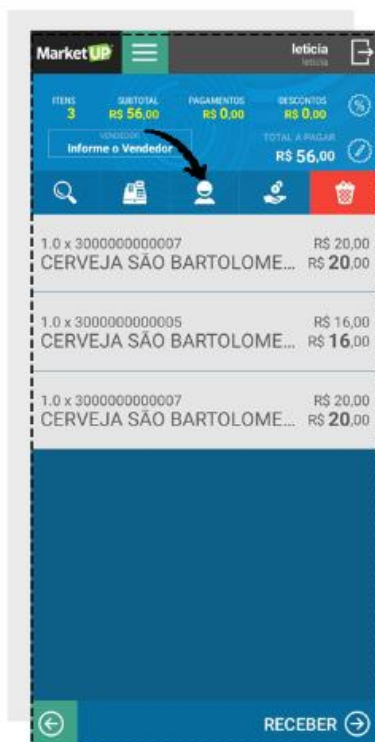 MarketUP
leticia
leticia
ITENS SUBTOTAL PAGAMENTOS DESCONTOS
3 R$ 56,00 R$ 0,00 R$ 0,00
VENDEDOR TOTAL A PAGAR
Informe o Vendedor R$ 56,00
1.0 x 3000000000007 R$ 20,00
CERVEJA SÃO BARTOLOME... R$ 20,00
1.0 x 3000000000005 R$ 16,00
CERVEJA SÃO BARTOLOME... R$ 16,00
1.0 x 3000000000007 R$ 20,00
CERVEJA SÃO BARTOLOME... R$ 20,00
RECEBER